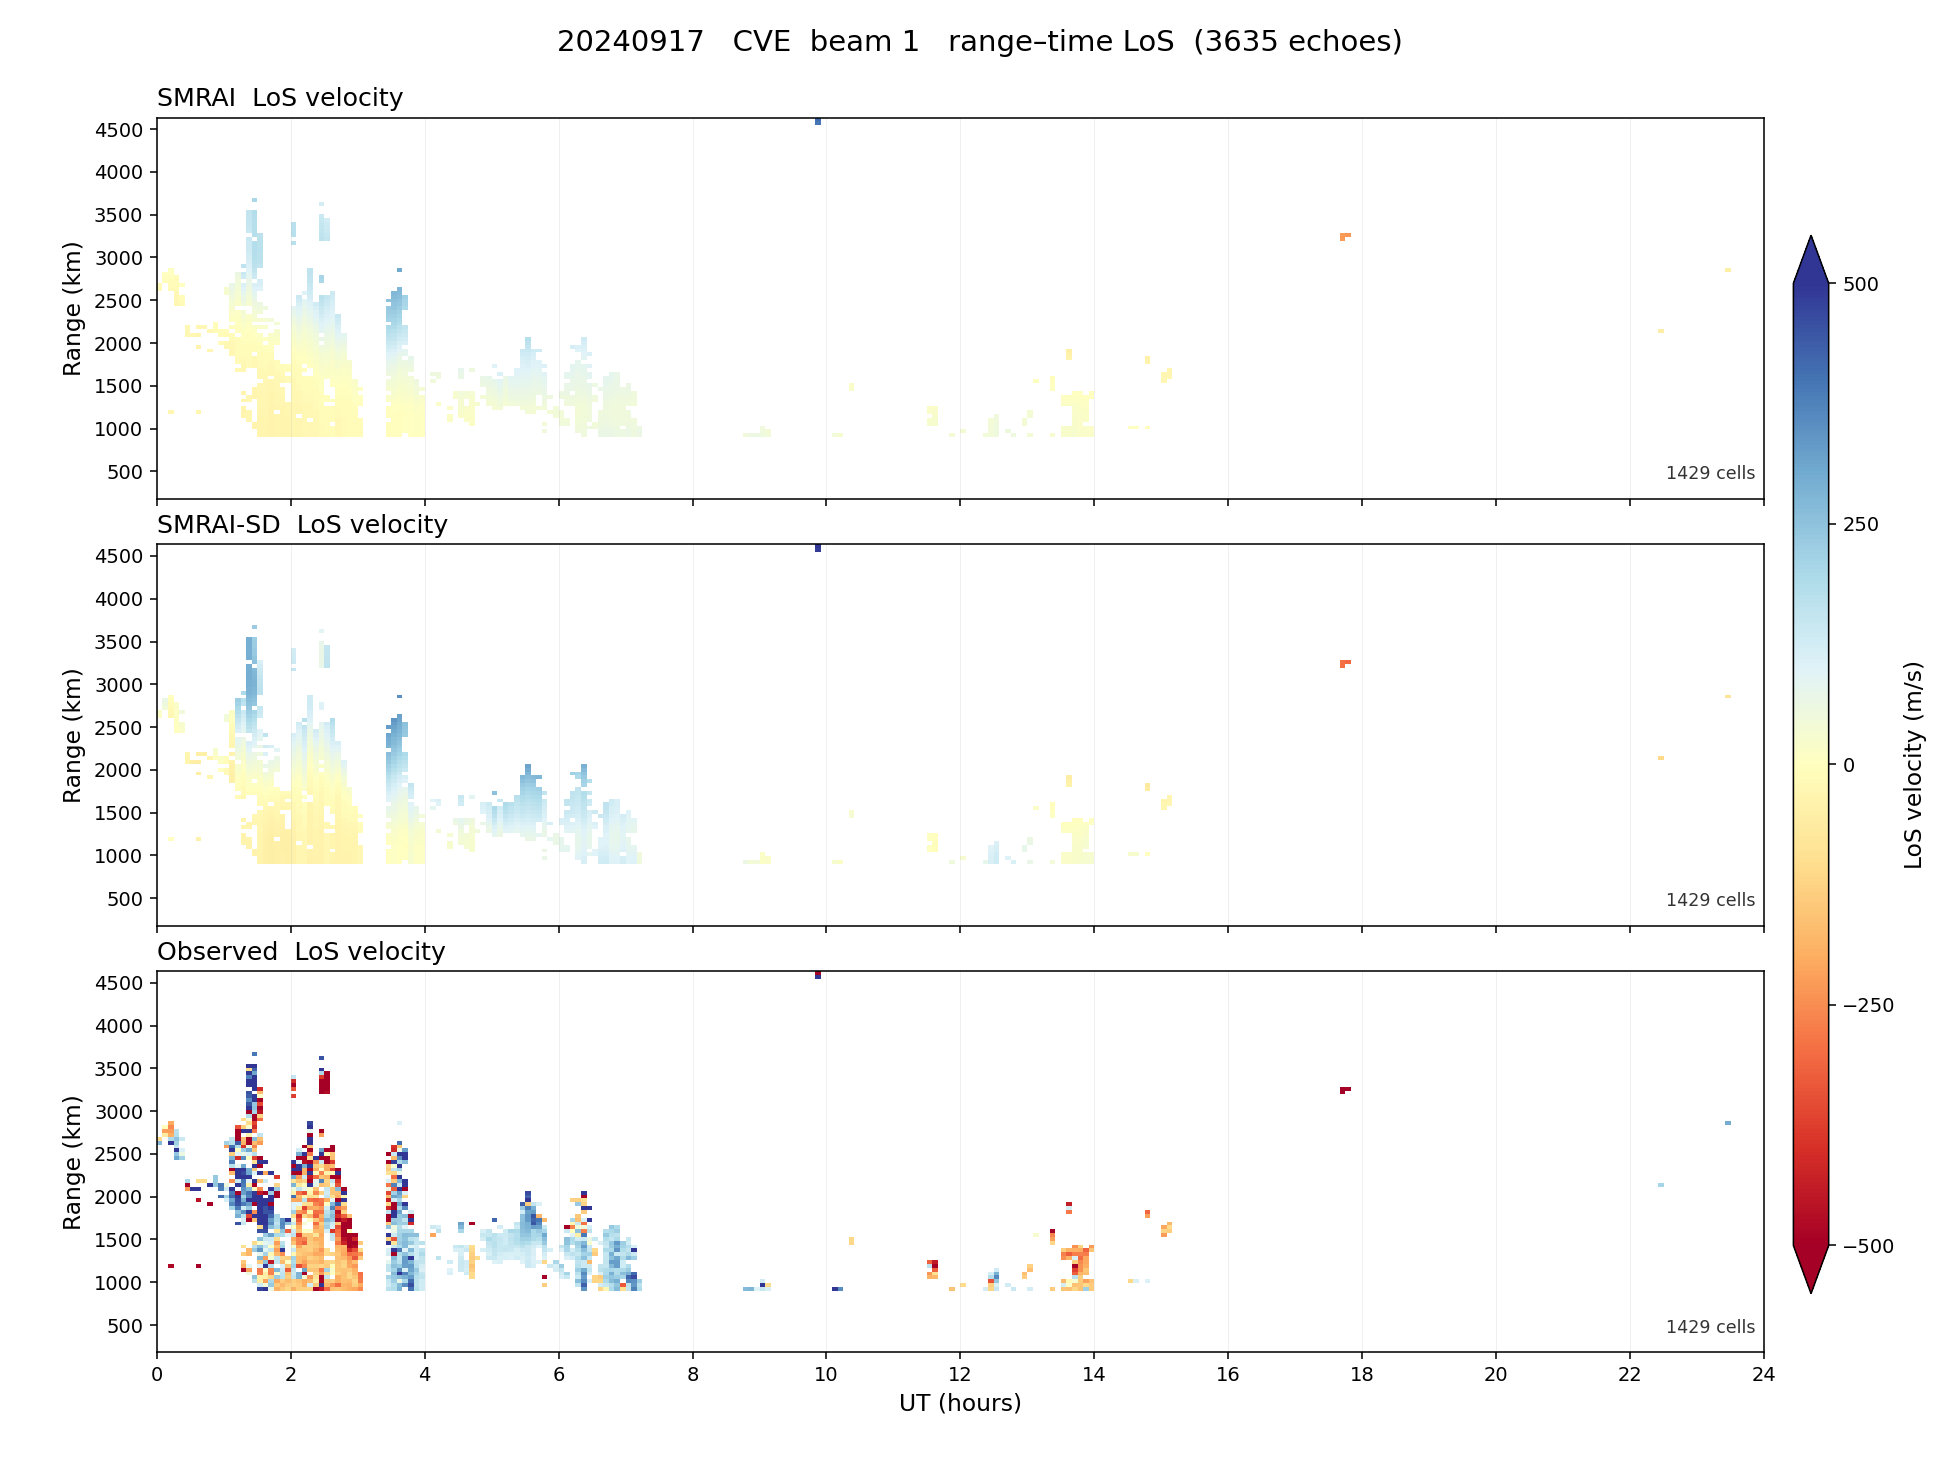 20240917   CVE  beam 1   range–time LoS  (3635 echoes)
SMRAI  LoS velocity
4500
4000
3500
3000
2500
2000
1500
1000
500
Range (km)
1429 cells
SMRAI-SD  LoS velocity
4500
4000
3500
3000
2500
2000
1500
1000
500
Range (km)
1429 cells
Observed  LoS velocity
4500
4000
3500
3000
2500
2000
1500
1000
500
Range (km)
1429 cells
0 2 4 6 8 10 12 14 16 18 20 22 24
UT (hours)
500
250
0
−250
−500
LoS velocity (m/s)